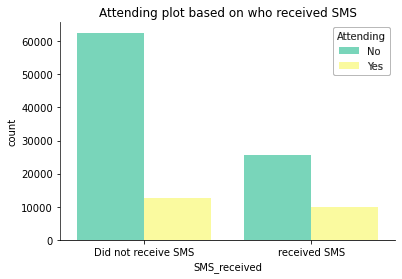 Attending plot based on who received SMS
Attending
No
Yes
60000
50000
40000
30000
20000
10000
0
count
Did not receive SMS
received SMS
SMS_received